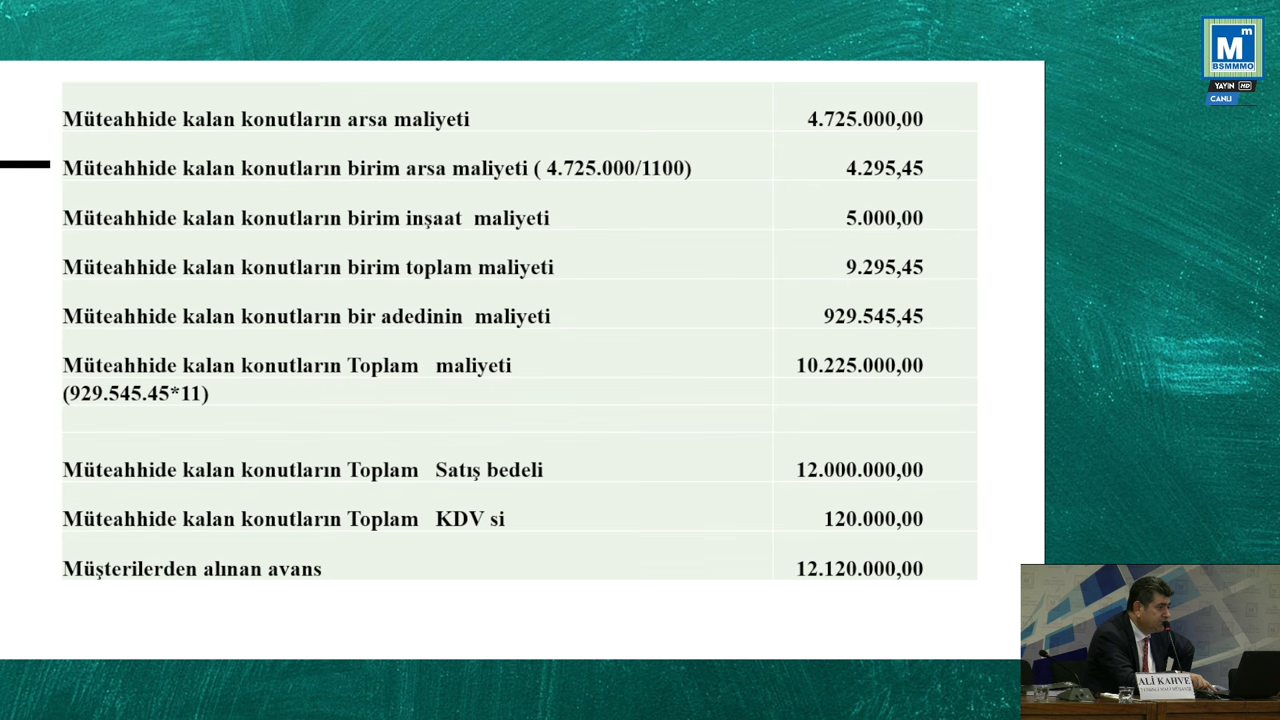 M m
BSMMMO
YAYIN HD
CANLI
Müteahhide kalan konutların arsa maliyeti 4.725.000,00
Müteahhide kalan konutların birim arsa maliyeti ( 4.725.000/1100) 4.295,45
Müteahhide kalan konutların birim inşaat maliyeti 5.000,00
Müteahhide kalan konutların birim toplam maliyeti 9.295,45
Müteahhide kalan konutların bir adedinin maliyeti 929.545,45
Müteahhide kalan konutların Toplam maliyeti 10.225.000,00
(929.545.45*11)
Müteahhide kalan konutların Toplam Satış bedeli 12.000.000,00
Müteahhide kalan konutların Toplam KDV si 120.000,00
Müşterilerden alınan avans 12.120.000,00
ALİ KAHVE